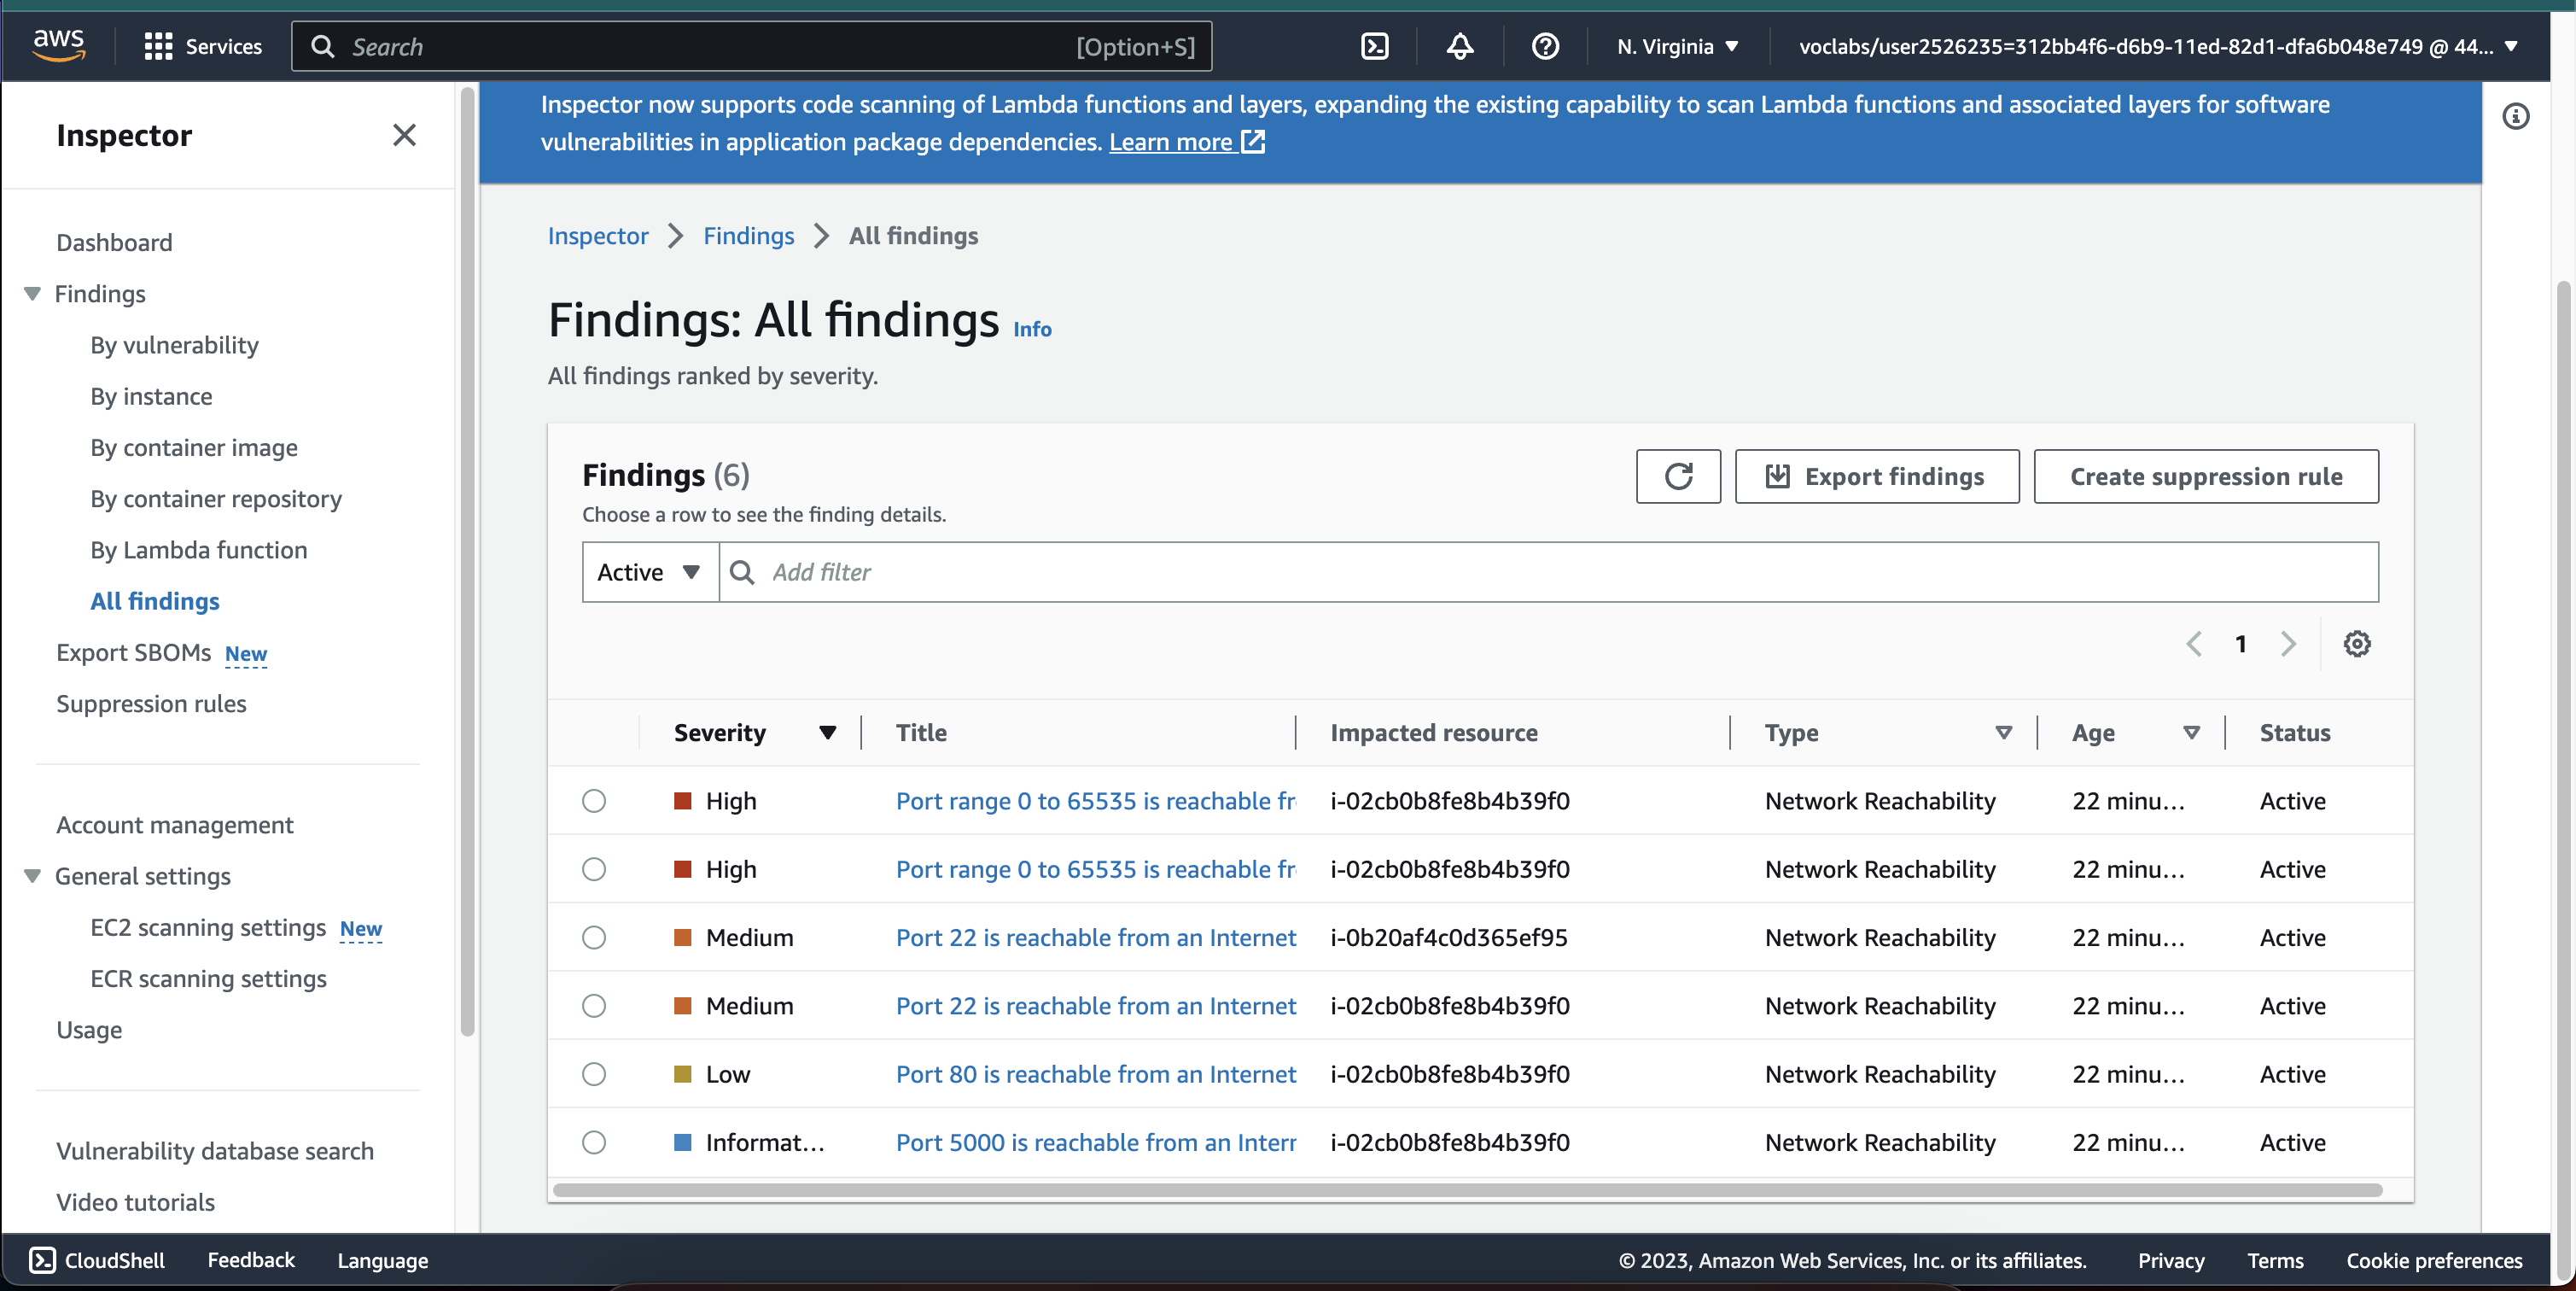 aws
Services
Search
[Option+S]
N. Virginia
voclabs/user2526235=312bb4f6-d6b9-11ed-82d1-dfa6b048e749 @ 44...
Inspector
Dashboard
Findings
By vulnerability
By instance
By container image
By container repository
By Lambda function
All findings
Export SBOMs New
Suppression rules
Account management
General settings
EC2 scanning settings New
ECR scanning settings
Usage
Vulnerability database search
Video tutorials
Inspector now supports code scanning of Lambda functions and layers, expanding the existing capability to scan Lambda functions and associated layers for software
vulnerabilities in application package dependencies. Learn more
Inspector > Findings > All findings
Findings: All findings Info
All findings ranked by severity.
Findings (6)
Choose a row to see the finding details.
Export findings
Create suppression rule
Active
Add filter
1
Severity Title Impacted resource Type Age Status
High Port range 0 to 65535 is reachable fr i-02cb0b8fe8b4b39f0 Network Reachability 22 minu... Active
High Port range 0 to 65535 is reachable fr i-02cb0b8fe8b4b39f0 Network Reachability 22 minu... Active
Medium Port 22 is reachable from an Internet i-0b20af4c0d365ef95 Network Reachability 22 minu... Active
Medium Port 22 is reachable from an Internet i-02cb0b8fe8b4b39f0 Network Reachability 22 minu... Active
Low Port 80 is reachable from an Internet i-02cb0b8fe8b4b39f0 Network Reachability 22 minu... Active
Informat... Port 5000 is reachable from an Intern i-02cb0b8fe8b4b39f0 Network Reachability 22 minu... Active
CloudShell Feedback Language
© 2023, Amazon Web Services, Inc. or its affiliates. Privacy Terms Cookie preferences